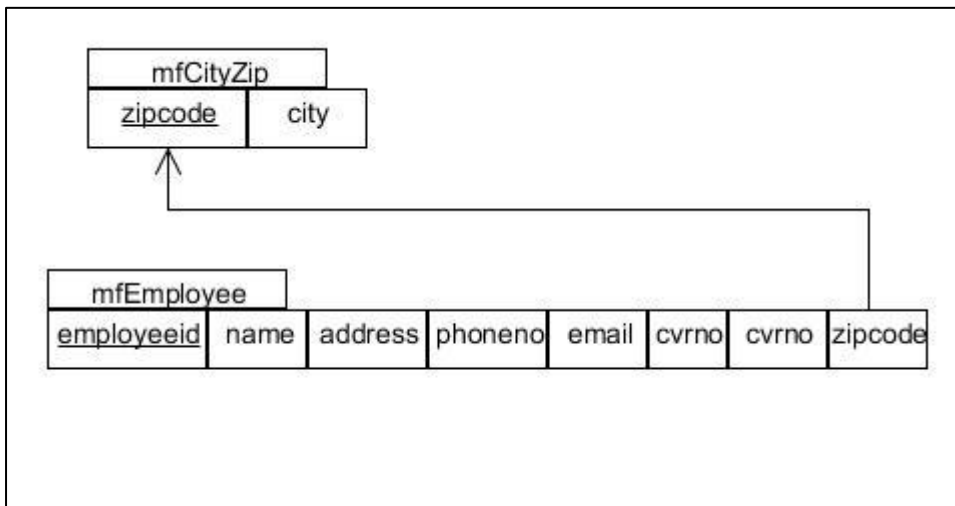 mfCityZip
zipcode city
mfEmployee
employeeid name address phoneno email cvrno cvrno zipcode